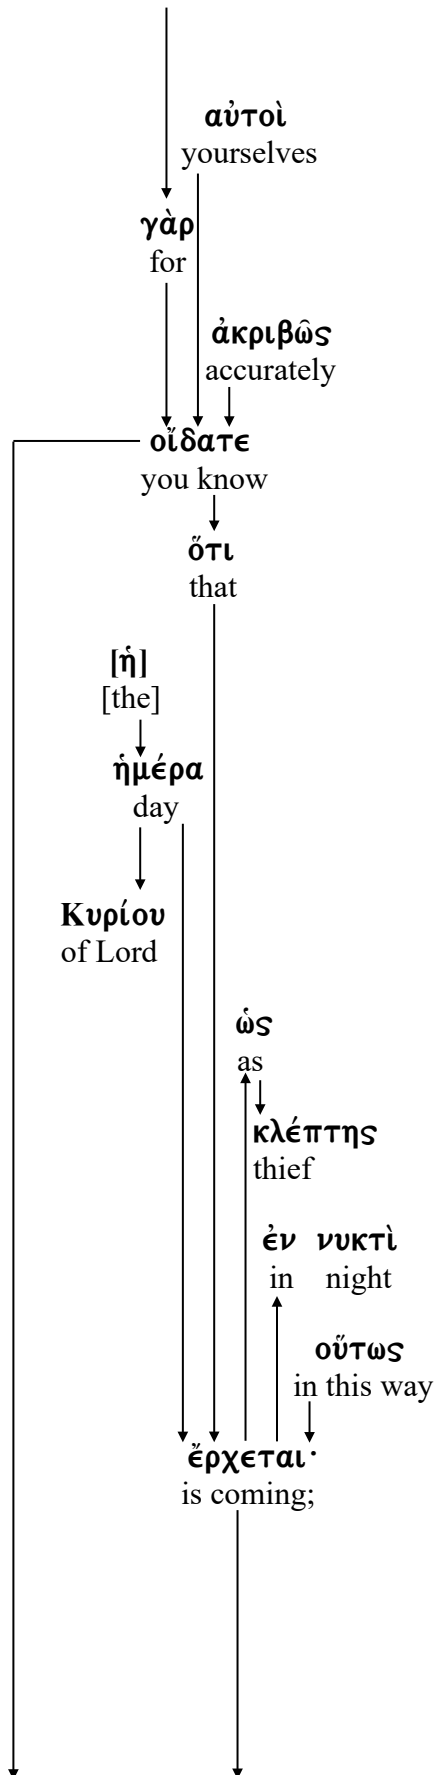 αὐτοὶ
yourselves
γὰρ
for
ἀκριβῶς
accurately
οἴδατε
you know
ὅτι
that
[ἡ]
[the]
ἡμέρα
day
Κυρίου
of Lord
ὡς
as
κλέπτης
thief
ἐν νυκτὶ
in night
οὕτως
in this way
ἔρχεται·
is coming;